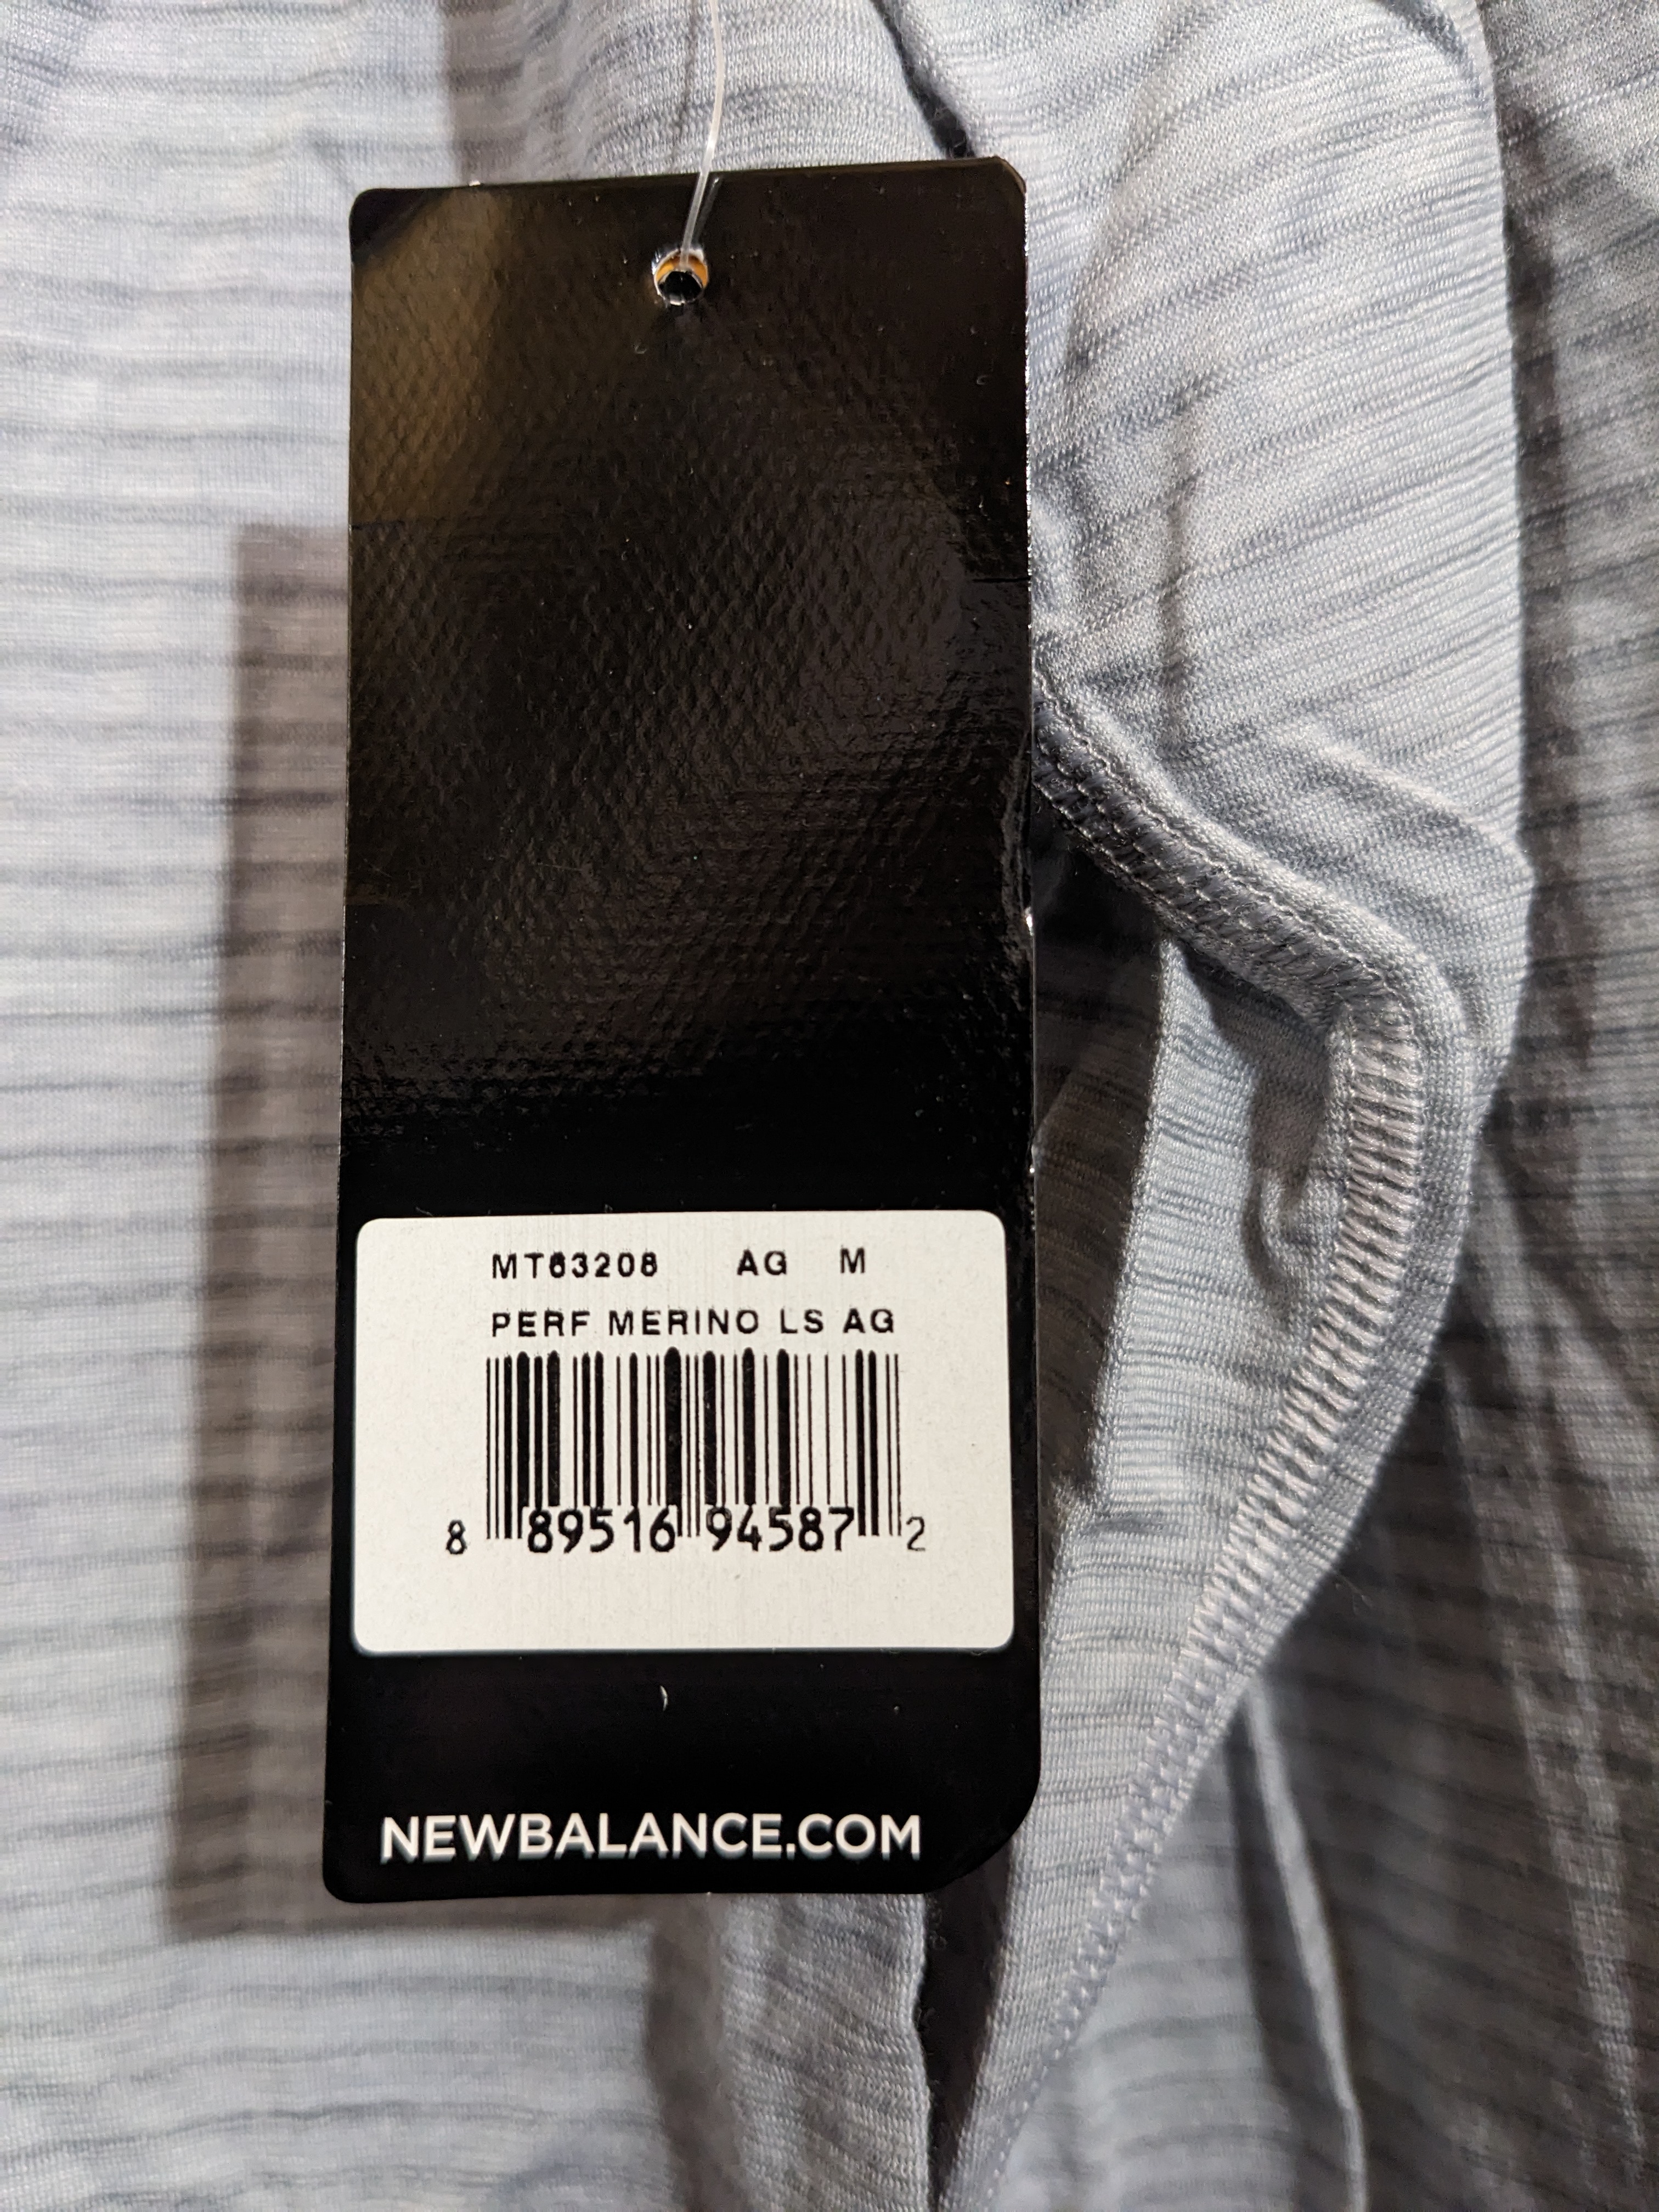 MT63208 AG M
PERF MERINO LS AG
8 89516 94587 2
NEWBALANCE.COM